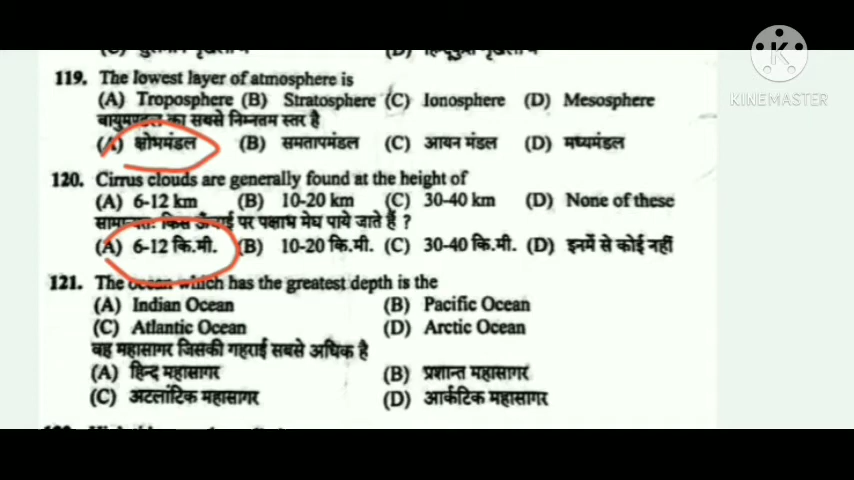 119. The lowest layer of atmosphere is
(A) Troposphere (B) Stratosphere (C) Ionosphere (D) Mesosphere
वायुमण्डल का सबसे निम्नतम स्तर है
(A) क्षोभमंडल (B) समतापमंडल (C) आयन मंडल (D) मध्यमंडल
120. Cirrus clouds are generally found at the height of
(A) 6-12 km (B) 10-20 km (C) 30-40 km (D) None of these
सामान्यतः किस ऊँचाई पर पक्षाभ मेघ पाये जाते हैं ?
(A) 6-12 कि.मी. (B) 10-20 कि.मी. (C) 30-40 कि.मी. (D) इनमें से कोई नहीं
121. The ocean which has the greatest depth is the
(A) Indian Ocean (B) Pacific Ocean
(C) Atlantic Ocean (D) Arctic Ocean
वह महासागर जिसकी गहराई सबसे अधिक है
(A) हिन्द महासागर (B) प्रशान्त महासागर
(C) अटलांटिक महासागर (D) आर्कटिक महासागर
KINEMASTER